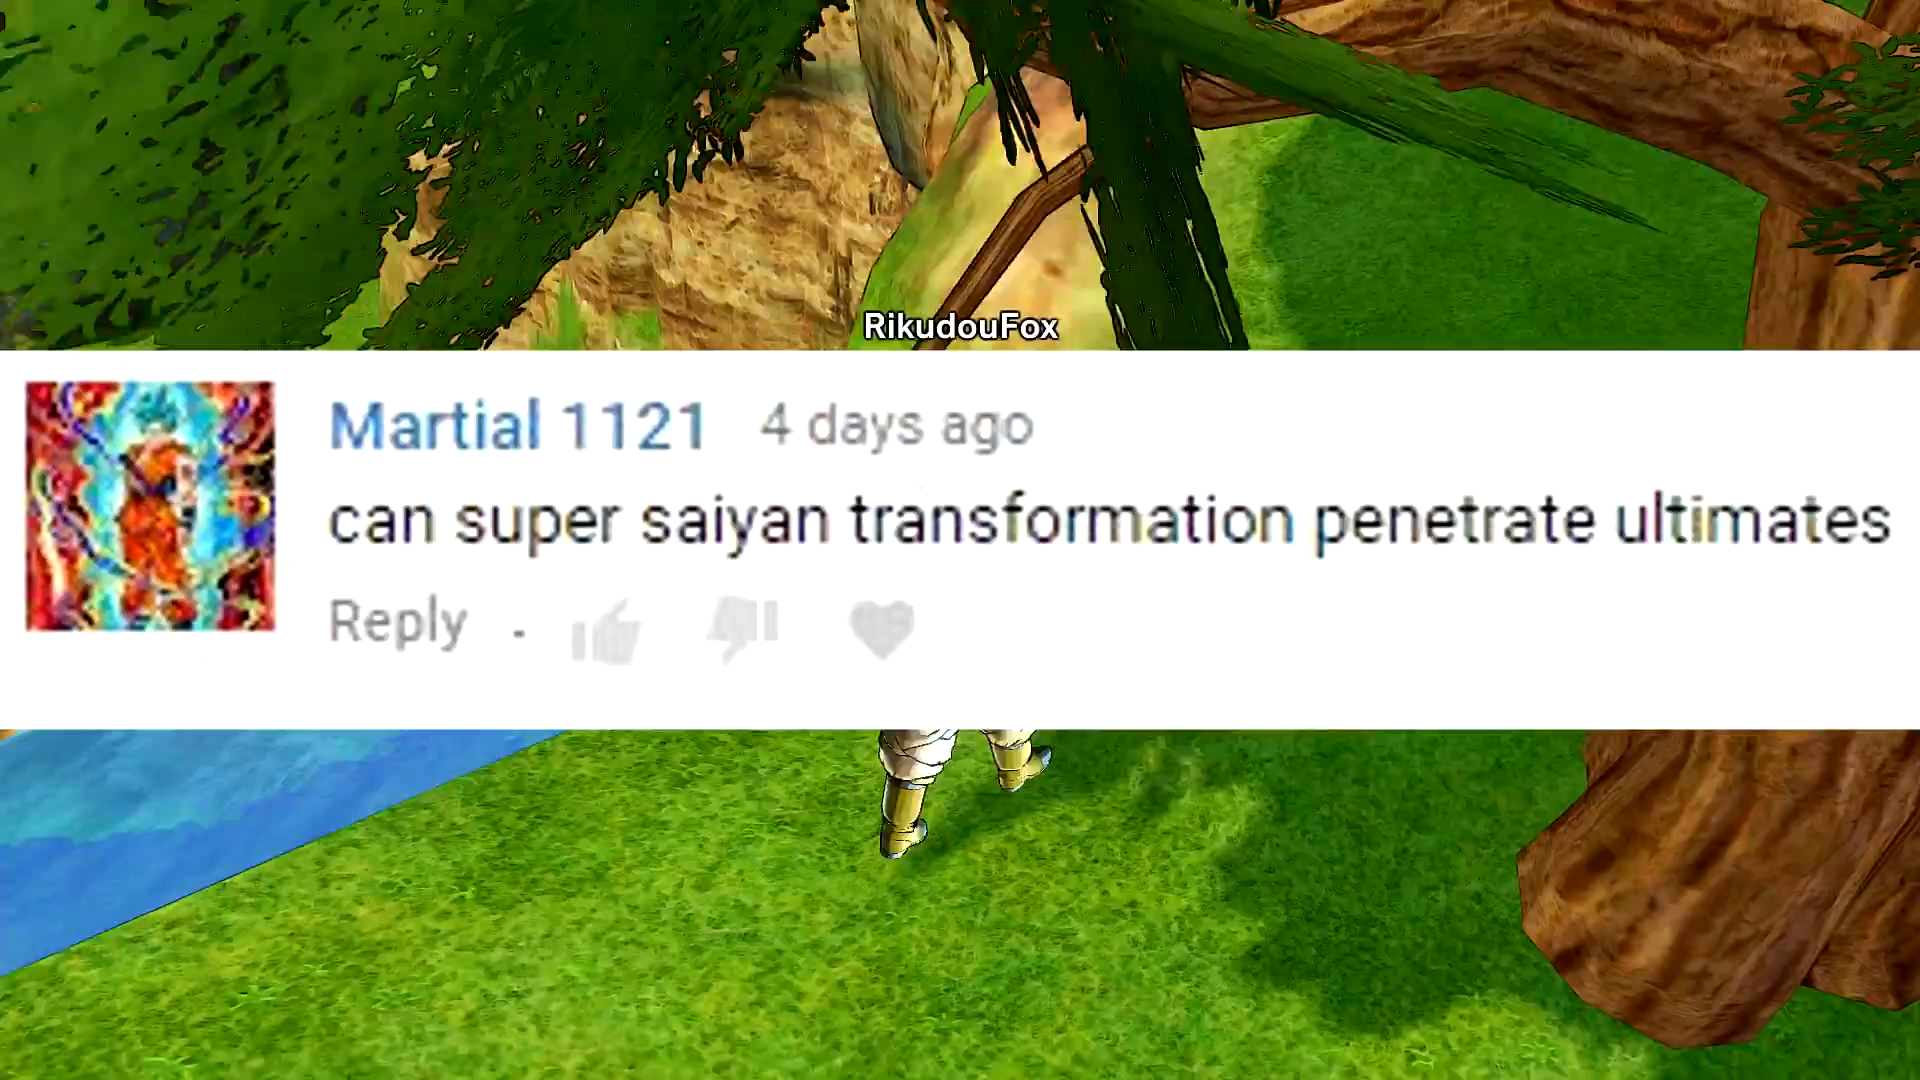 RikudouFox
Martial 1121 4 days ago
can super saiyan transformation penetrate ultimates
Reply